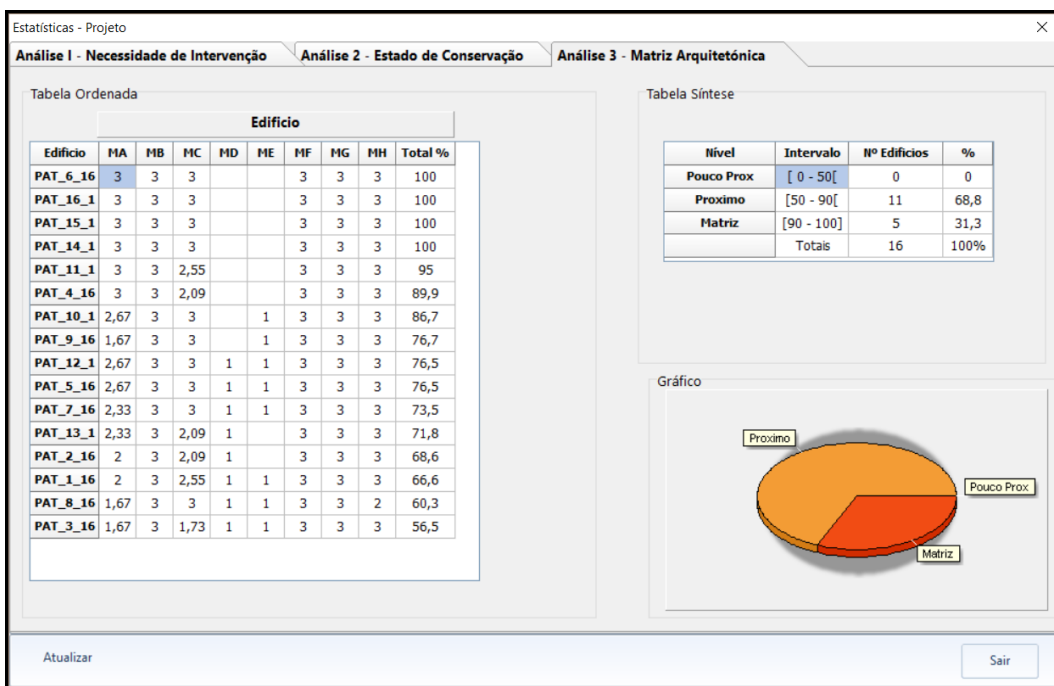 Estatísticas - Projeto
Análise I - Necessidade de Intervenção Análise 2 - Estado de Conservação Análise 3 - Matriz Arquitetónica
Tabela Ordenada
Edificio
Edificio MA MB MC MD ME MF MG MH Total %
PAT_6_16 3 3 3 3 3 3 100
PAT_16_1 3 3 3 3 3 3 100
PAT_15_1 3 3 3 3 3 3 100
PAT_14_1 3 3 3 3 3 3 100
PAT_11_1 3 3 2,55 3 3 3 95
PAT_4_16 3 3 2,09 3 3 3 89,9
PAT_10_1 2,67 3 3 1 3 3 3 86,7
PAT_9_16 1,67 3 3 1 3 3 3 76,7
PAT_12_1 2,67 3 3 1 1 3 3 3 76,5
PAT_5_16 2,67 3 3 1 1 3 3 3 76,5
PAT_7_16 2,33 3 3 1 1 3 3 3 73,5
PAT_13_1 2,33 3 2,09 1 3 3 3 71,8
PAT_2_16 2 3 2,09 1 3 3 3 68,6
PAT_1_16 2 3 2,55 1 1 3 3 3 66,6
PAT_8_16 1,67 3 3 1 1 3 3 2 60,3
PAT_3_16 1,67 3 1,73 1 1 3 3 3 56,5
Tabela Síntese
Nível Intervalo Nº Edificios %
Pouco Prox [ 0 - 50[ 0 0
Proximo [50 - 90[ 11 68,8
Matriz [90 - 100] 5 31,3
Totais 16 100%
Gráfico
Proximo
Pouco Prox
Matriz
Atualizar
Sair